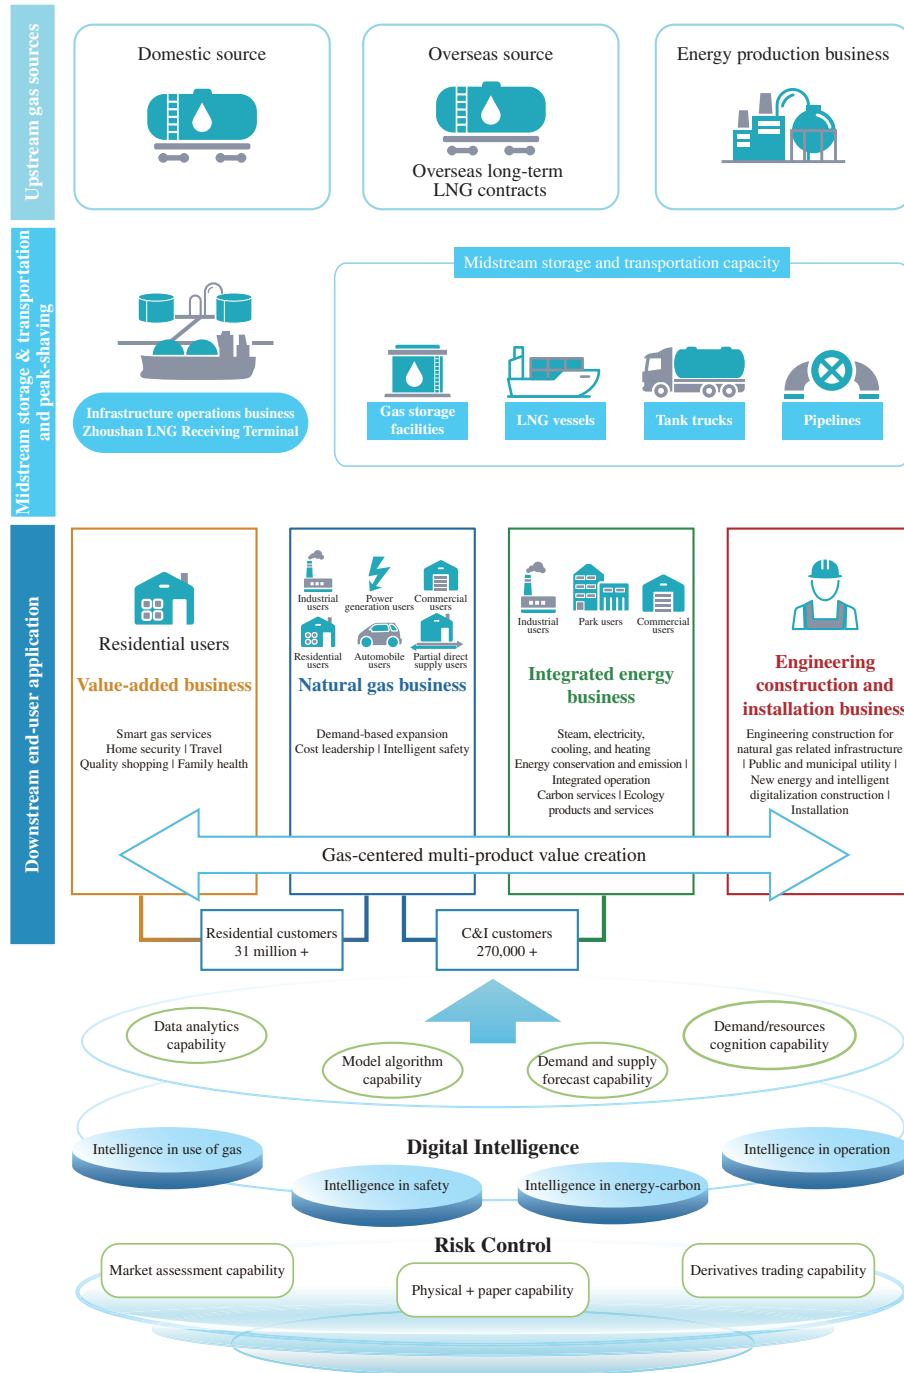 Upstream gas sources
Domestic source
Overseas source
Overseas long-term
LNG contracts
Energy production business
Midstream storage & transportation
and peak-shaving
Infrastructure operations business
Zhoushan LNG Receiving Terminal
Midstream storage and transportation capacity
Gas storage
facilities
LNG vessels
Tank trucks
Pipelines
Downstream end-user application
Residential users
Value-added business
Smart gas services
Home security | Travel
Quality shopping | Family health
Industrial
users
Power
generation users
Commercial
users
Residential
users
Automobile
users
Partial direct
supply users
Natural gas business
Demand-based expansion
Cost leadership | Intelligent safety
Industrial
users
Park users
Commercial
users
Integrated energy
business
Steam, electricity,
cooling, and heating
Energy conservation and emission |
Integrated operation
Carbon services | Ecology
products and services
Engineering
construction and
installation business
Engineering construction for
natural gas related infrastructure
| Public and municipal utility |
New energy and intelligent
digitalization construction |
Installation
Gas-centered multi-product value creation
Residential customers
31 million +
C&I customers
270,000 +
Data analytics
capability
Model algorithm
capability
Demand and supply
forecast capability
Demand/resources
cognition capability
Digital Intelligence
Intelligence in use of gas
Intelligence in safety
Intelligence in energy-carbon
Intelligence in operation
Risk Control
Market assessment capability
Physical + paper capability
Derivatives trading capability